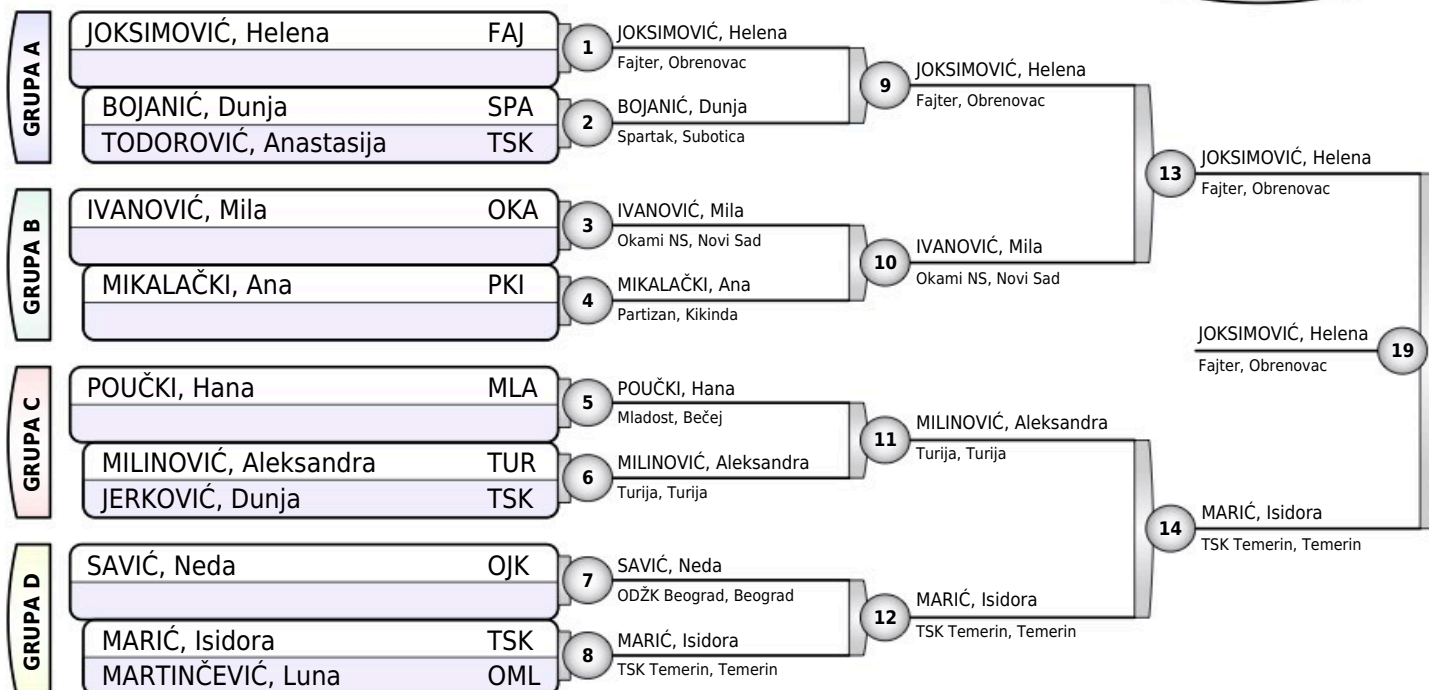 GRUPA A
JOKSIMOVIĆ, Helena FAJ
BOJANIĆ, Dunja SPA
TODOROVIĆ, Anastasija TSK
GRUPA B
IVANOVIĆ, Mila OKA
MIKALAČKI, Ana PKI
GRUPA C
POUČKI, Hana MLA
MILINOVIĆ, Aleksandra TUR
JERKOVIĆ, Dunja TSK
GRUPA D
SAVIĆ, Neda OJK
MARIĆ, Isidora TSK
MARTINČEVIĆ, Luna OML
1
JOKSIMOVIĆ, Helena
Fajter, Obrenovac
2
BOJANIĆ, Dunja
Spartak, Subotica
3
IVANOVIĆ, Mila
Okami NS, Novi Sad
4
MIKALAČKI, Ana
Partizan, Kikinda
5
POUČKI, Hana
Mladost, Bečej
6
MILINOVIĆ, Aleksandra
Turija, Turija
7
SAVIĆ, Neda
ODŽK Beograd, Beograd
8
MARIĆ, Isidora
TSK Temerin, Temerin
9
JOKSIMOVIĆ, Helena
Fajter, Obrenovac
10
IVANOVIĆ, Mila
Okami NS, Novi Sad
11
MILINOVIĆ, Aleksandra
Turija, Turija
12
MARIĆ, Isidora
TSK Temerin, Temerin
13
JOKSIMOVIĆ, Helena
Fajter, Obrenovac
14
MARIĆ, Isidora
TSK Temerin, Temerin
JOKSIMOVIĆ, Helena
Fajter, Obrenovac
19